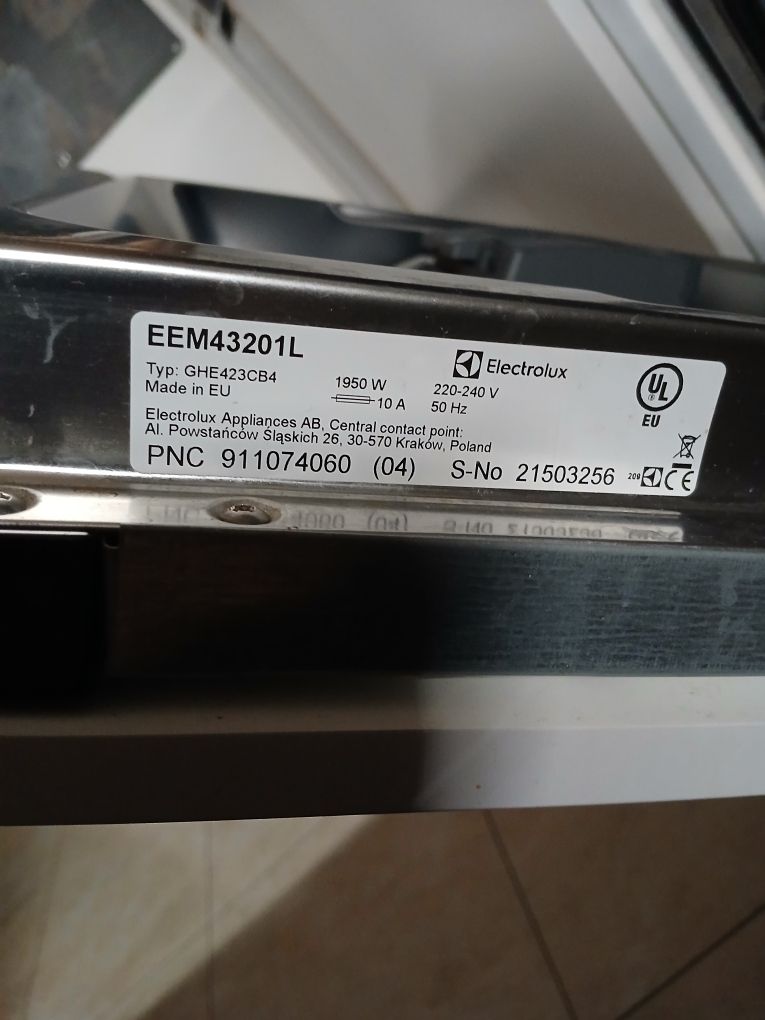 EEM43201L
Electrolux
UL
EU
Typ: GHE423CB4
Made in EU
1950 W
10 A
220-240 V
50 Hz
Electrolux Appliances AB, Central contact point:
Al. Powstańców Śląskich 26, 30-570 Kraków, Poland
PNC 911074060 (04) S-No 21503256
CE